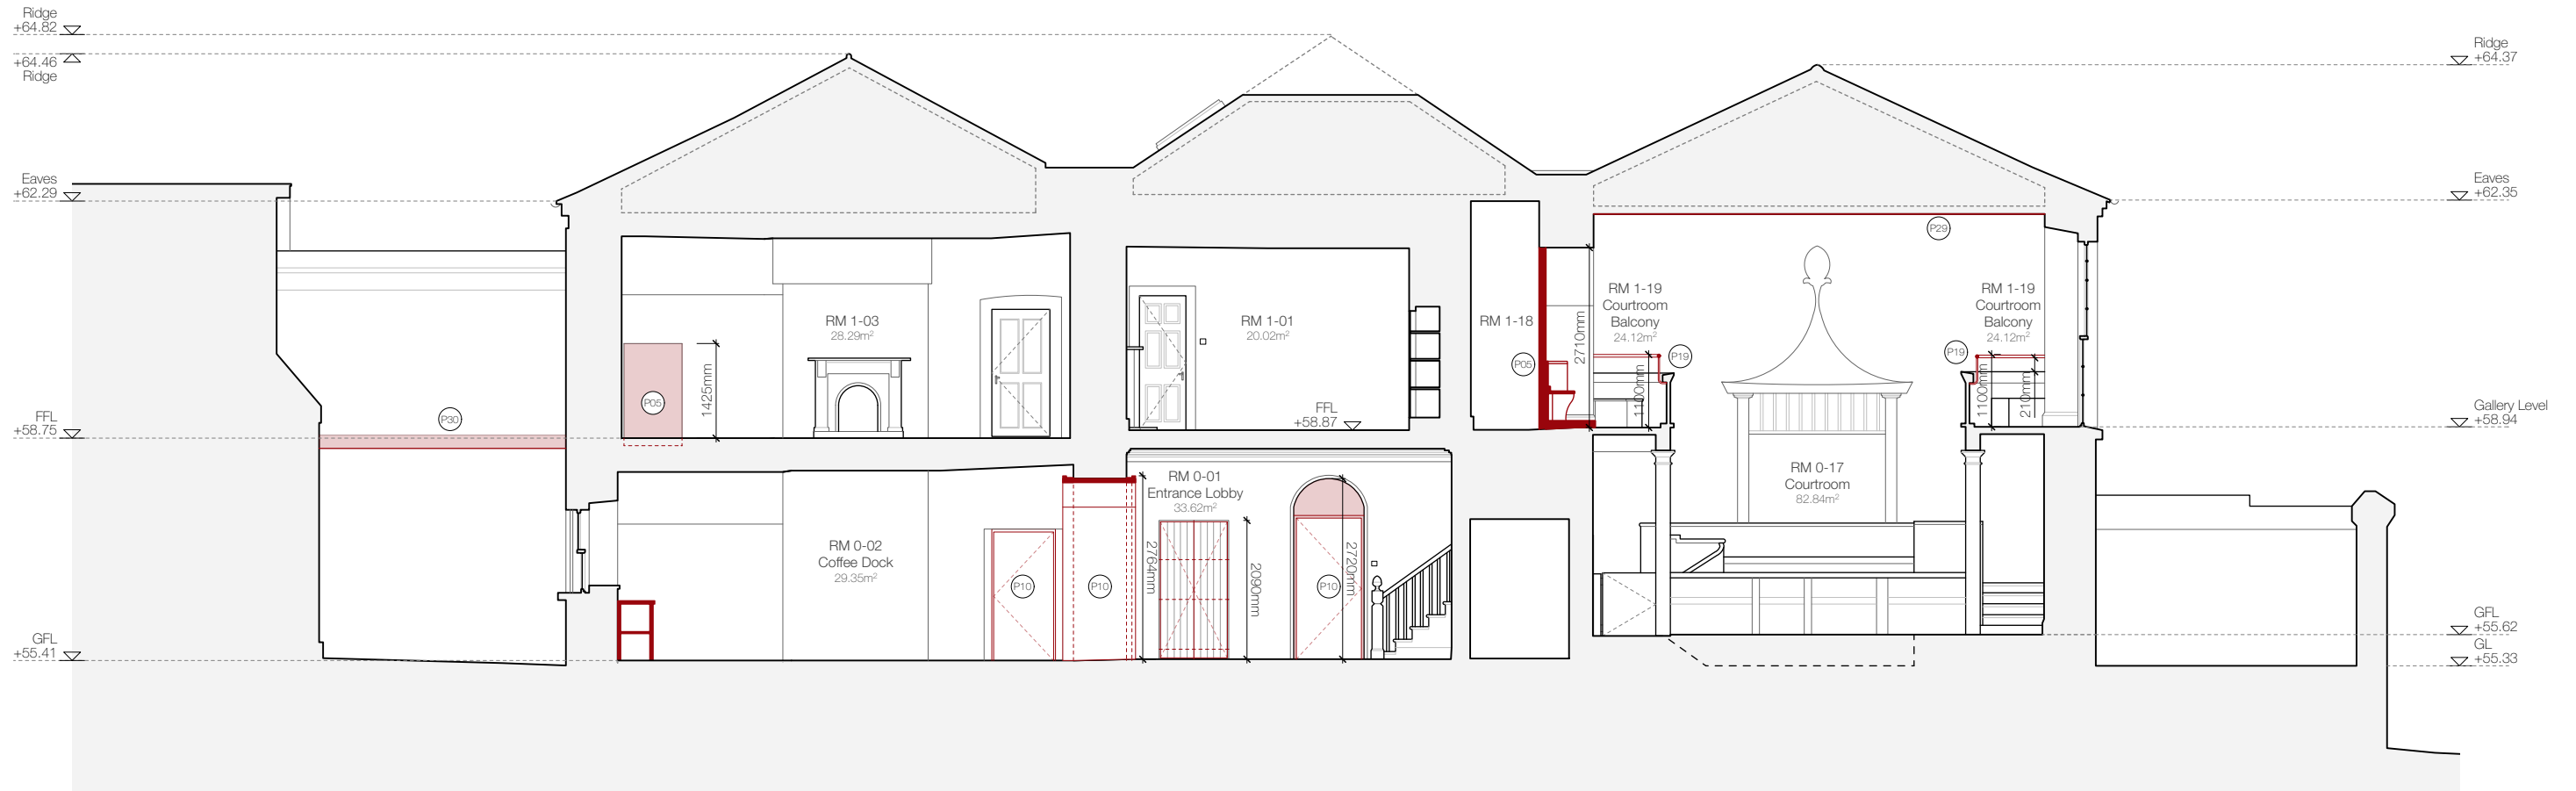 Ridge
+64.82
+64.46
Ridge
Ridge
+64.37
Eaves
+62.29
Eaves
+62.35
P29
RM 1-03
28.29m²
RM 1-01
20.02m²
RM 1-18
RM 1-19
Courtroom
Balcony
24.12m²
RM 1-19
Courtroom
Balcony
24.12m²
2710mm
P05
P19
P19
1100mm
1100mm
210mm
P05
1425mm
P30
FFL
+58.75
FFL
+58.87
Gallery Level
+58.94
RM 0-01
Entrance Lobby
33.62m²
RM 0-17
Courtroom
82.84m²
RM 0-02
Coffee Dock
29.35m²
P10
P10
2764mm
2090mm
P10
2720mm
GFL
+55.41
GFL
+55.62
GL
+55.33